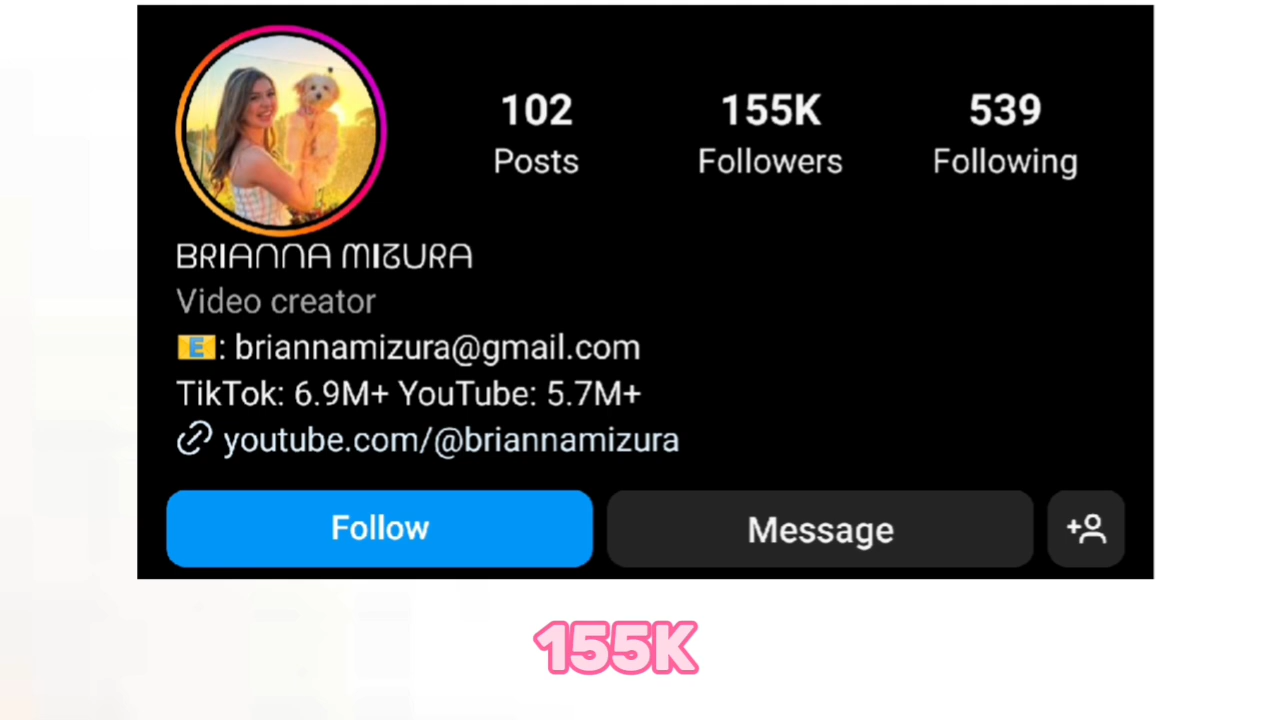 102 155K 539
Posts Followers Following
BRIANNA MIZURA
Video creator
📧: briannamizura@gmail.com
TikTok: 6.9M+ YouTube: 5.7M+
youtube.com/@briannamizura
Follow Message
155K